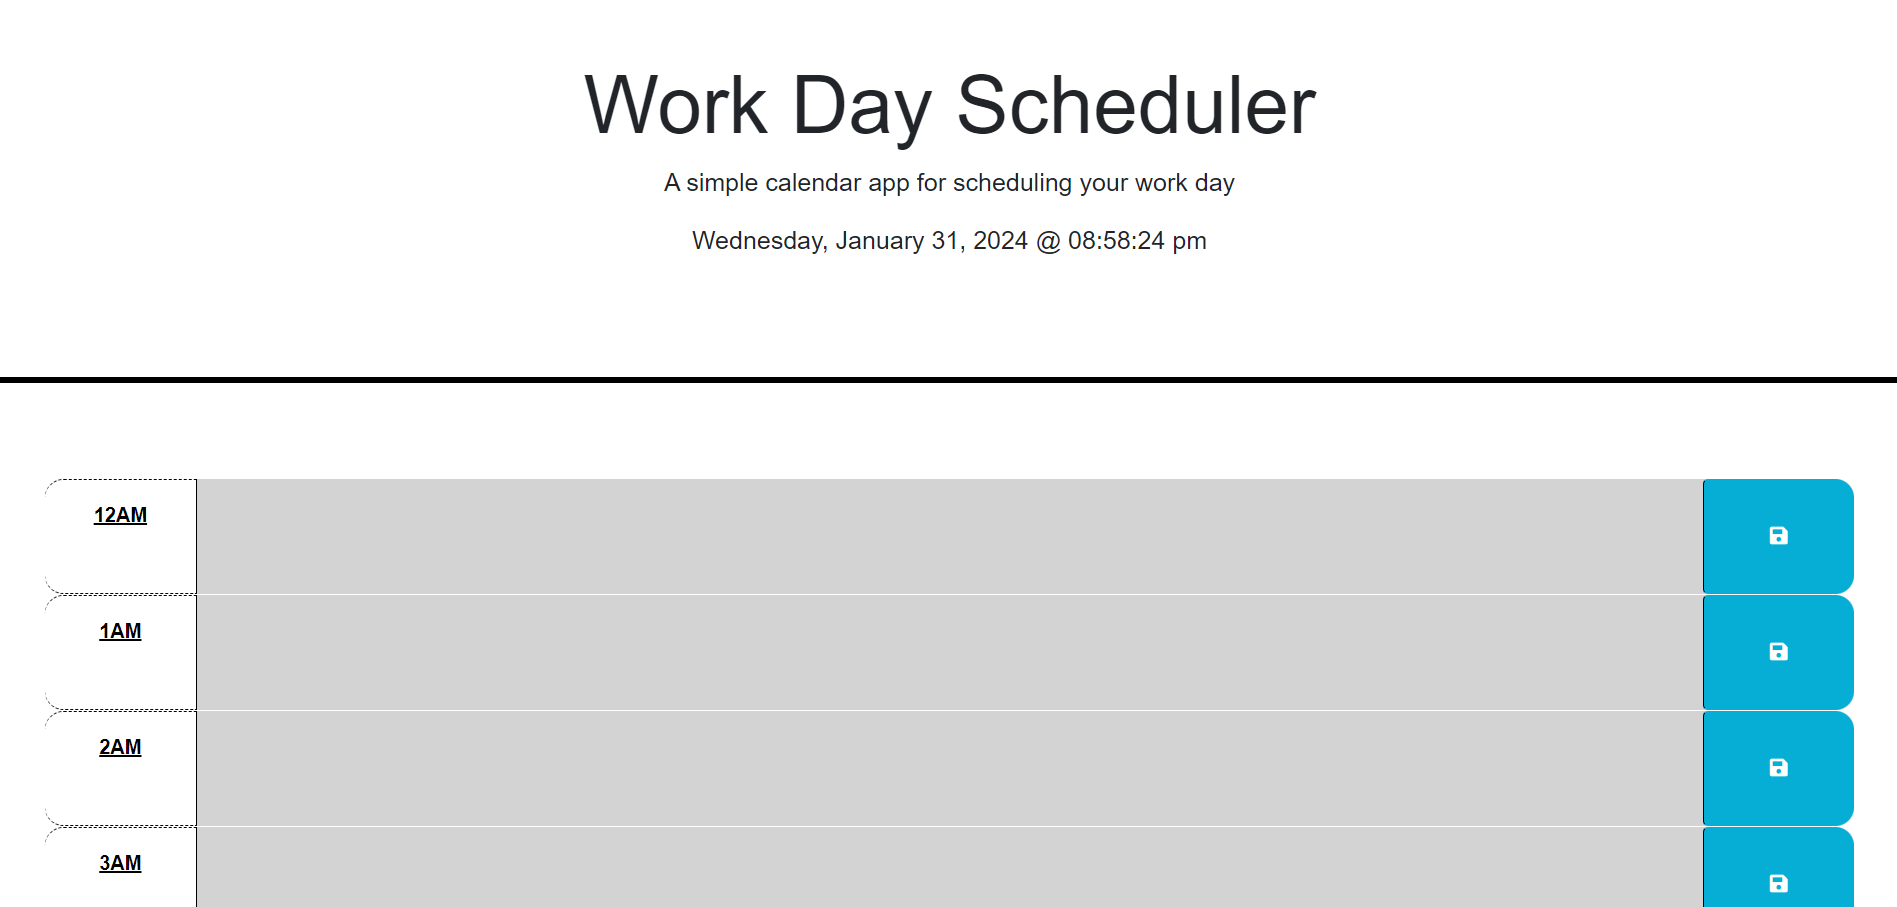 Work Day Scheduler
A simple calendar app for scheduling your work day
Wednesday, January 31, 2024 @ 08:58:24 pm
12AM
1AM
2AM
3AM